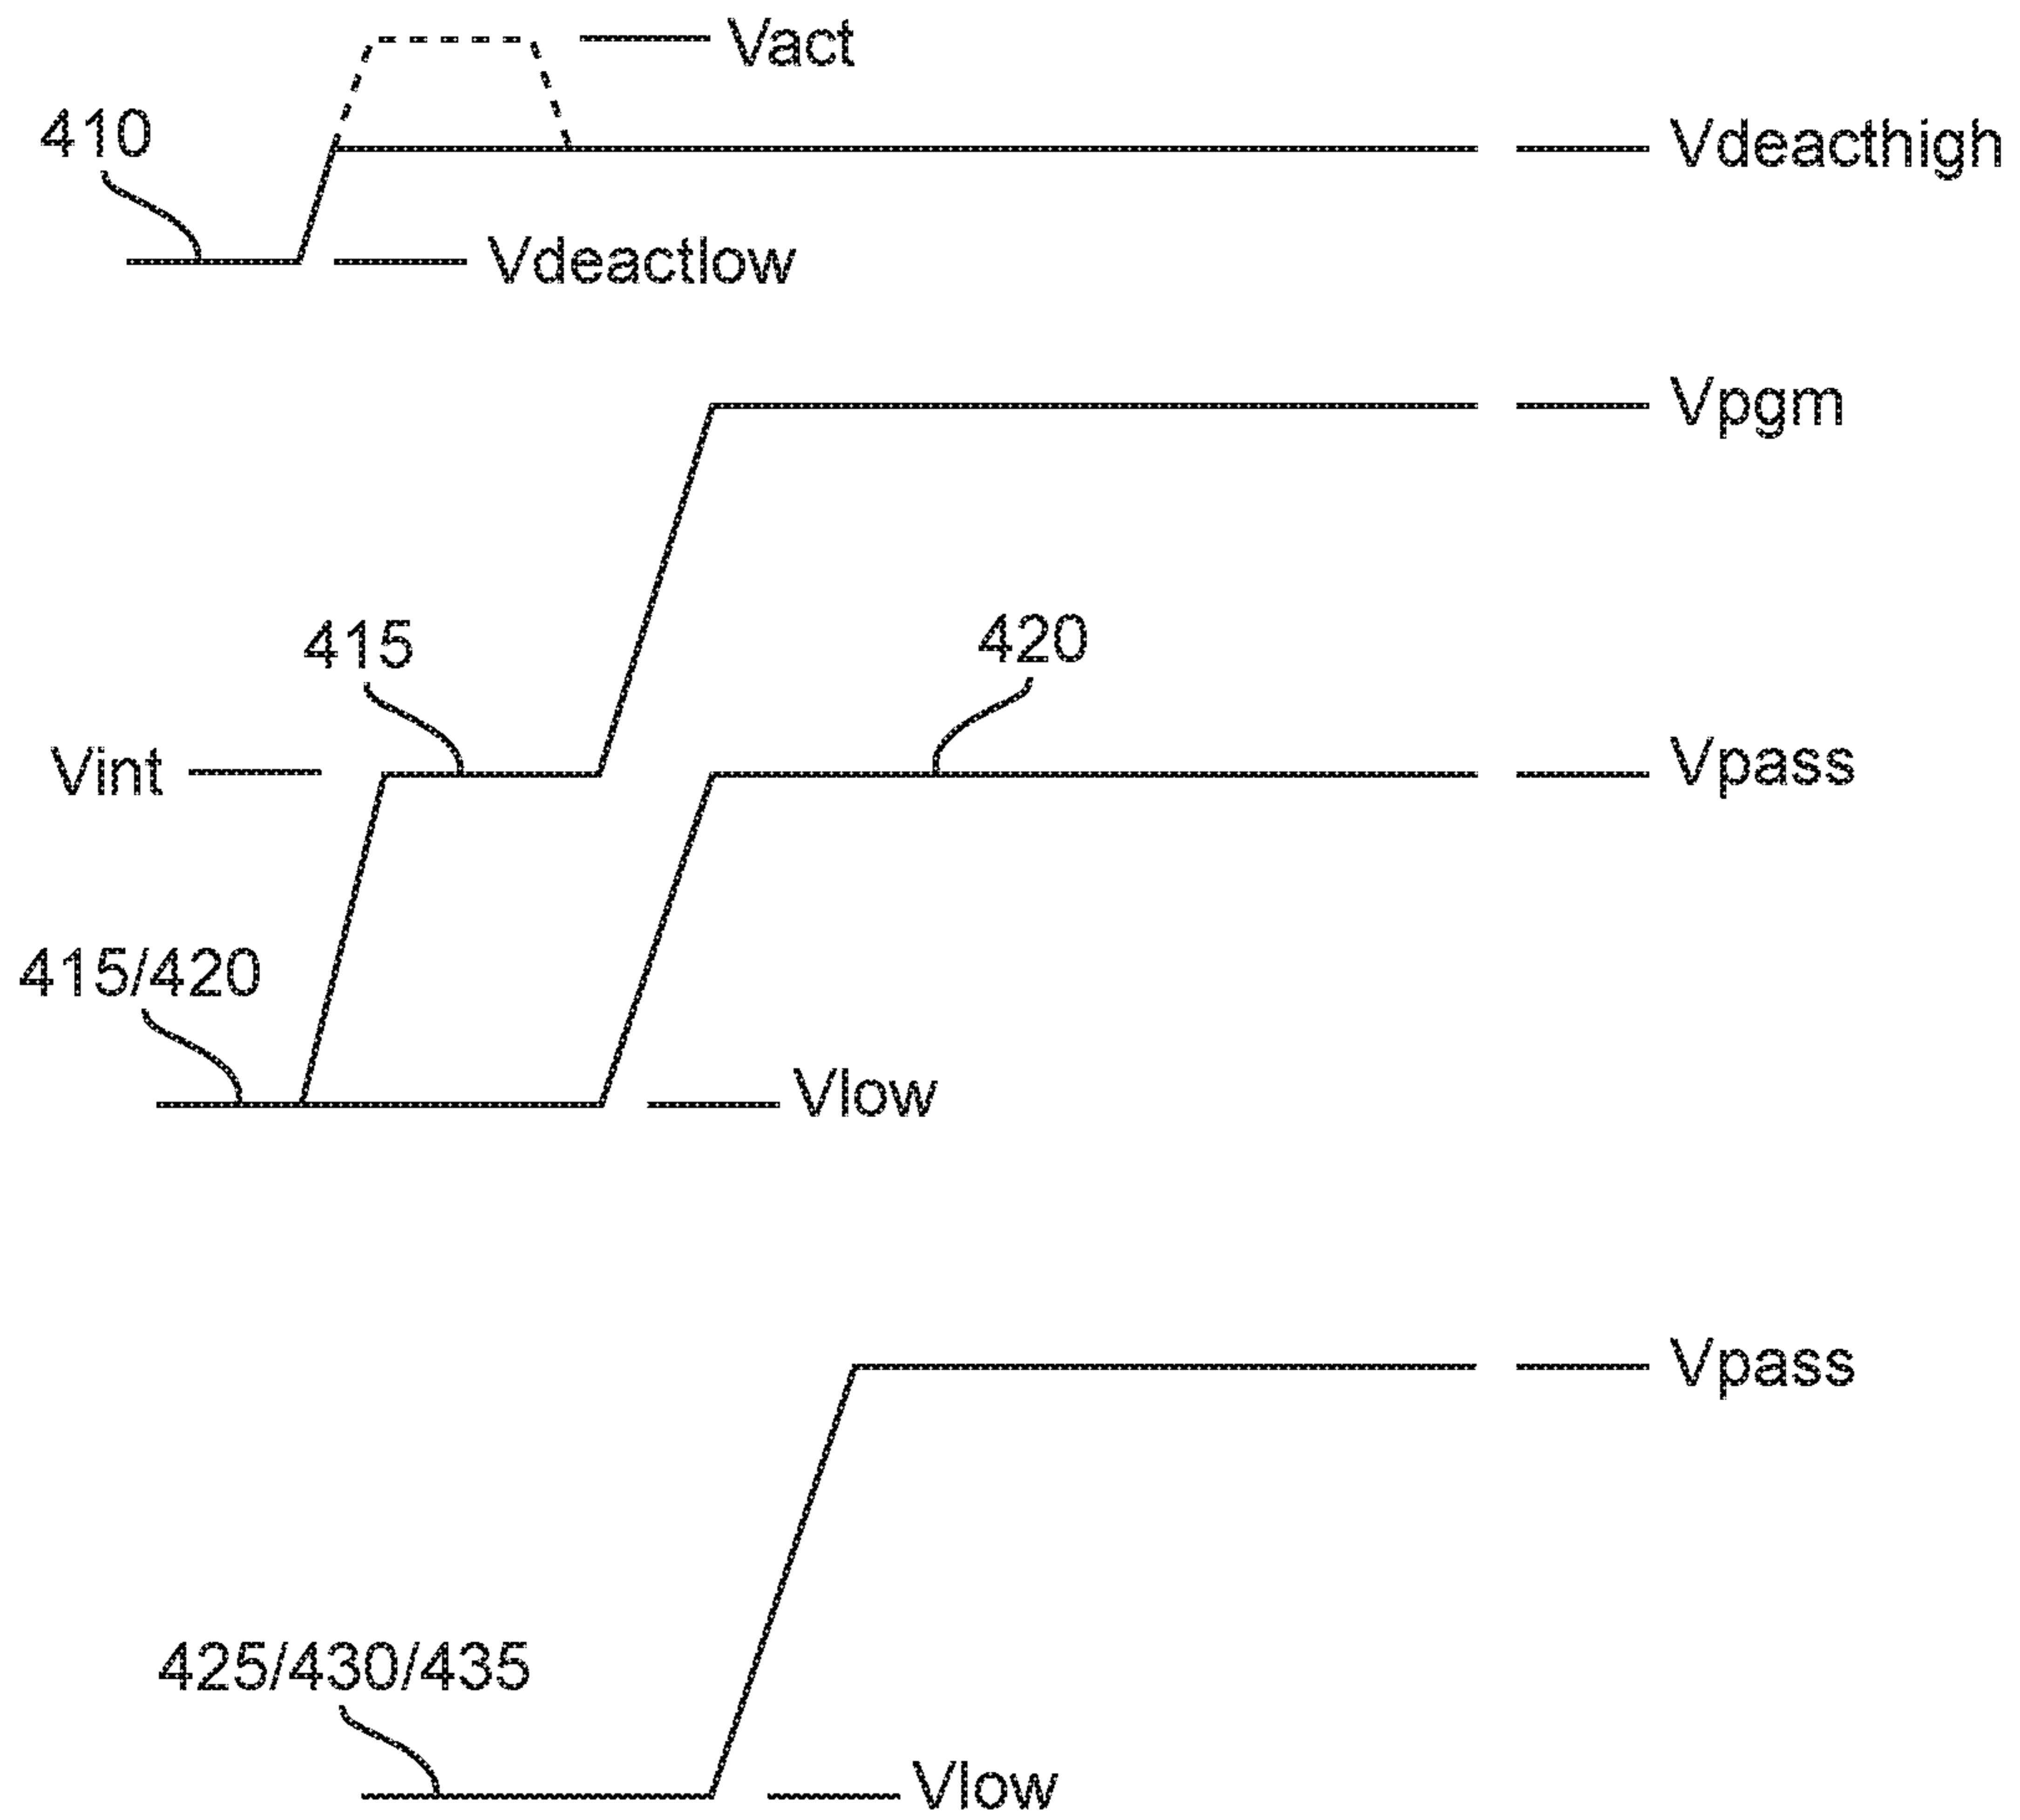 Vact
410
Vdeacthigh
Vdeactlow
Vpgm
415
420
Vint
Vpass
415/420
Vlow
Vpass
425/430/435
Vlow